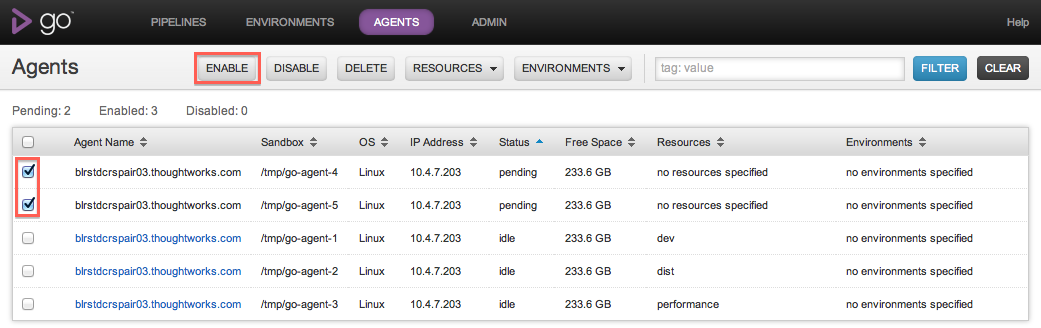 go™ PIPELINES ENVIRONMENTS AGENTS ADMIN Help
Agents ENABLE DISABLE DELETE RESOURCES ENVIRONMENTS tag: value FILTER CLEAR
Pending: 2 Enabled: 3 Disabled: 0
Agent Name Sandbox OS IP Address Status Free Space Resources Environments
blrstdcrspair03.thoughtworks.com /tmp/go-agent-4 Linux 10.4.7.203 pending 233.6 GB no resources specified no environments specified
blrstdcrspair03.thoughtworks.com /tmp/go-agent-5 Linux 10.4.7.203 pending 233.6 GB no resources specified no environments specified
blrstdcrspair03.thoughtworks.com /tmp/go-agent-1 Linux 10.4.7.203 idle 233.6 GB dev no environments specified
blrstdcrspair03.thoughtworks.com /tmp/go-agent-2 Linux 10.4.7.203 idle 233.6 GB dist no environments specified
blrstdcrspair03.thoughtworks.com /tmp/go-agent-3 Linux 10.4.7.203 idle 233.6 GB performance no environments specified